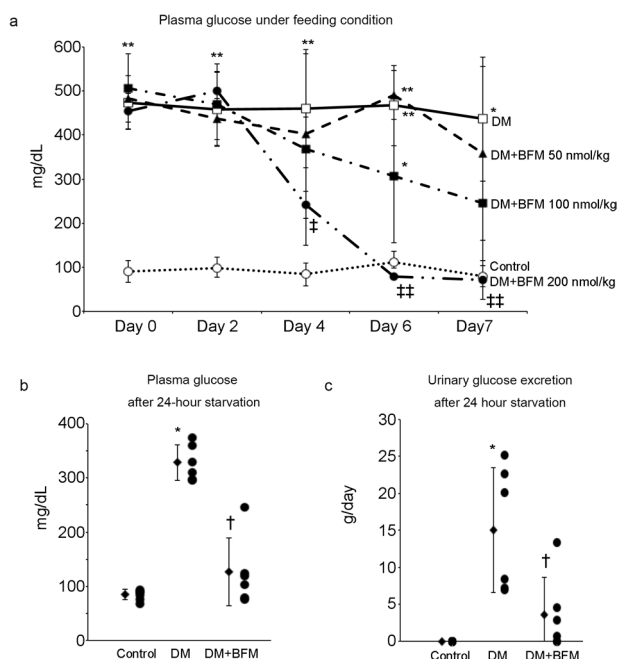 a
Plasma glucose under feeding condition
600
500
400
300
200
100
0
mg/dL
** ** ** ** ** * * ‡ ‡‡ ‡‡
DM
DM+BFM 50 nmol/kg
DM+BFM 100 nmol/kg
Control
DM+BFM 200 nmol/kg
Day 0 Day 2 Day 4 Day 6 Day7
b
Plasma glucose
after 24-hour starvation
400
300
200
100
0
mg/dL
* †
Control DM DM+BFM
c
Urinary glucose excretion
after 24 hour starvation
30
25
20
15
10
5
0
g/day
* †
Control DM DM+BFM